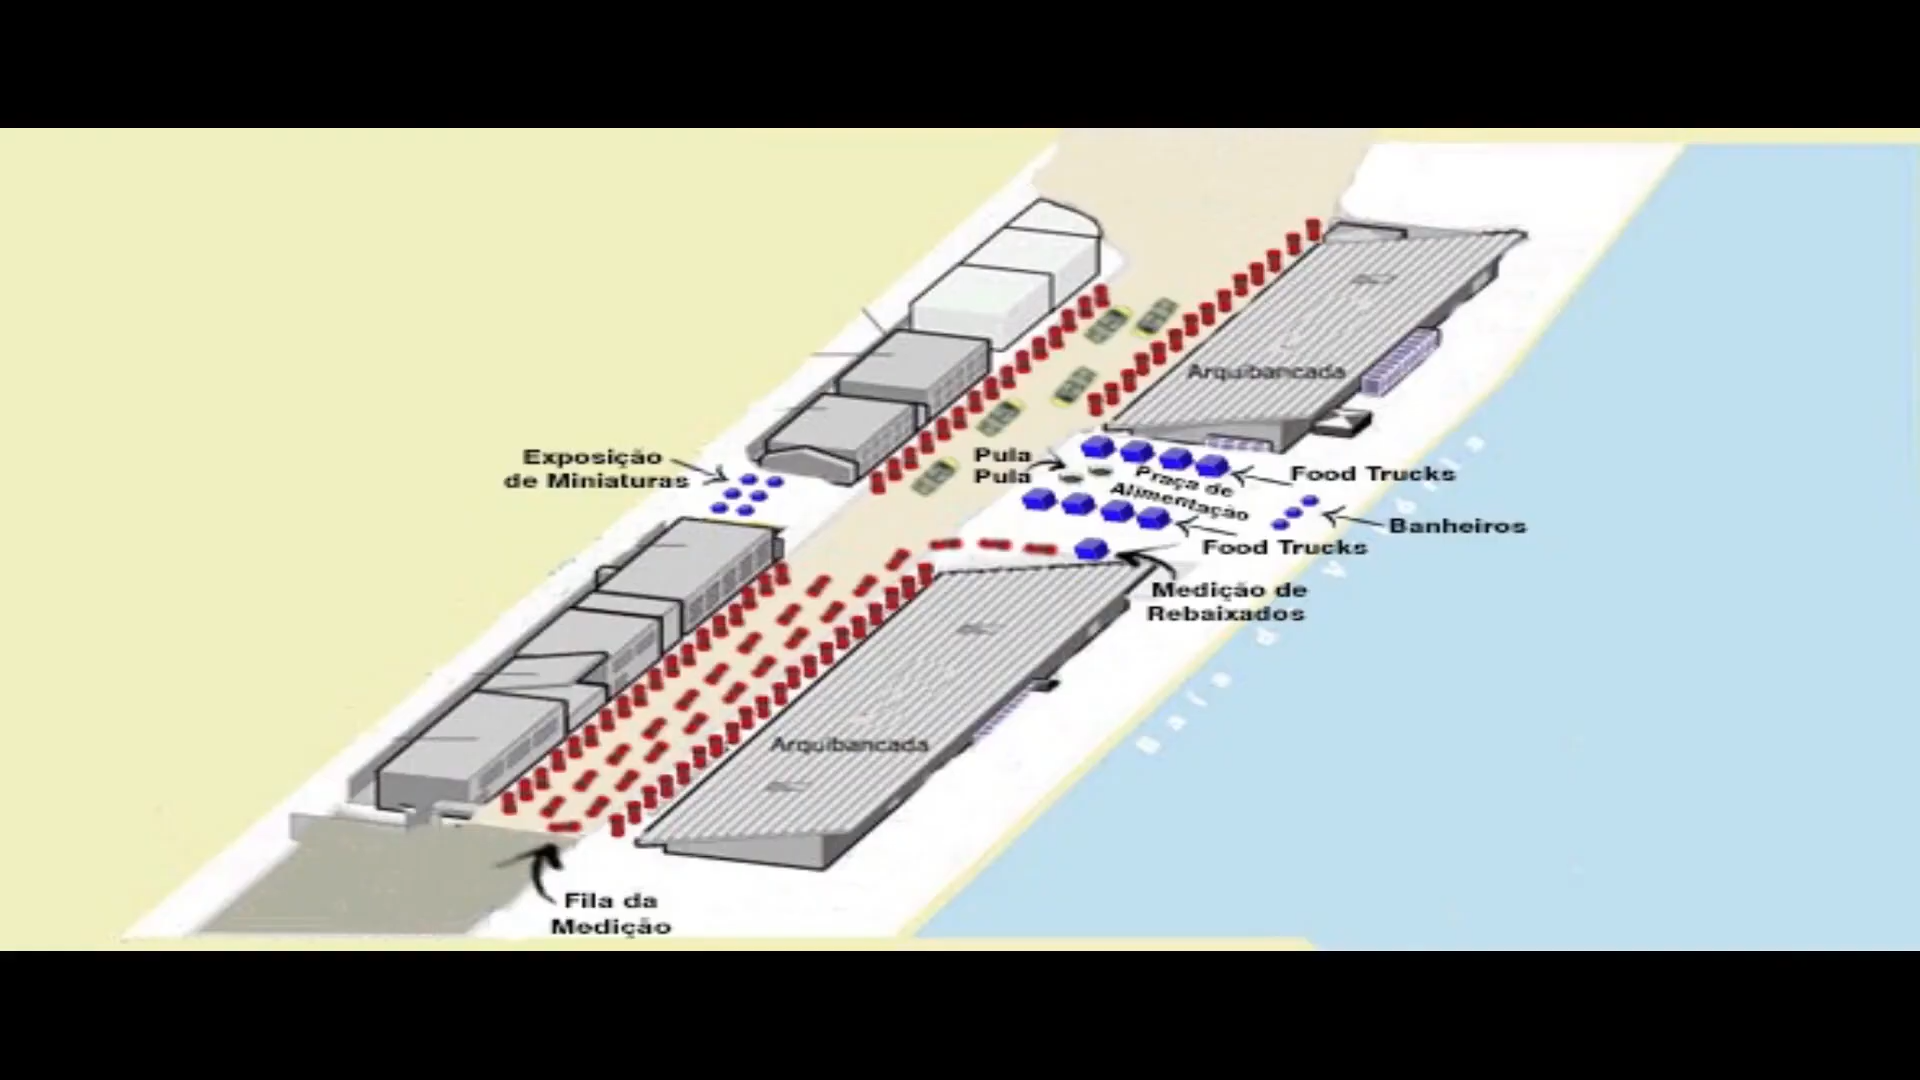 Arquibancada
Exposição
de Miniaturas
Pula
Pula
Praça de
Alimentação
Food Trucks
Banheiros
Food Trucks
Medição de
Rebaixados
Arquibancada
Fila da
Medição